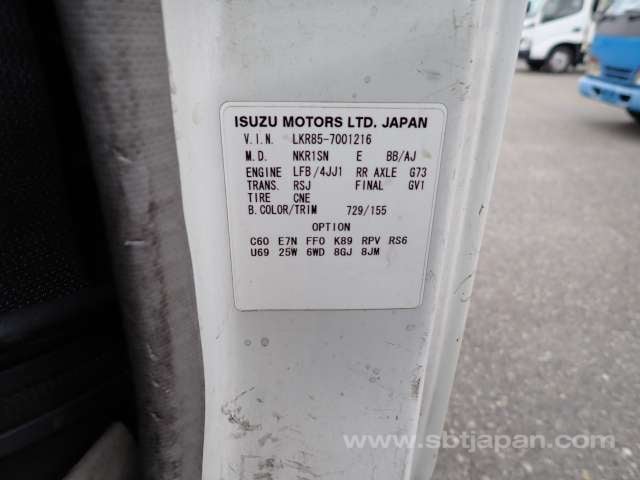 ISUZU MOTORS LTD. JAPAN
V.I.N. LKR85-7001216
M.D. NKR1SN E BB/AJ
ENGINE LFB/4JJ1 RR AXLE G73
TRANS. RSJ FINAL GV1
TIRE CNE
B.COLOR/TRIM 729/155
OPTION
C60 E7N FF0 K89 RPV RS6
U69 25W 6WD 8GJ 8JM
www.sbtjapan.com